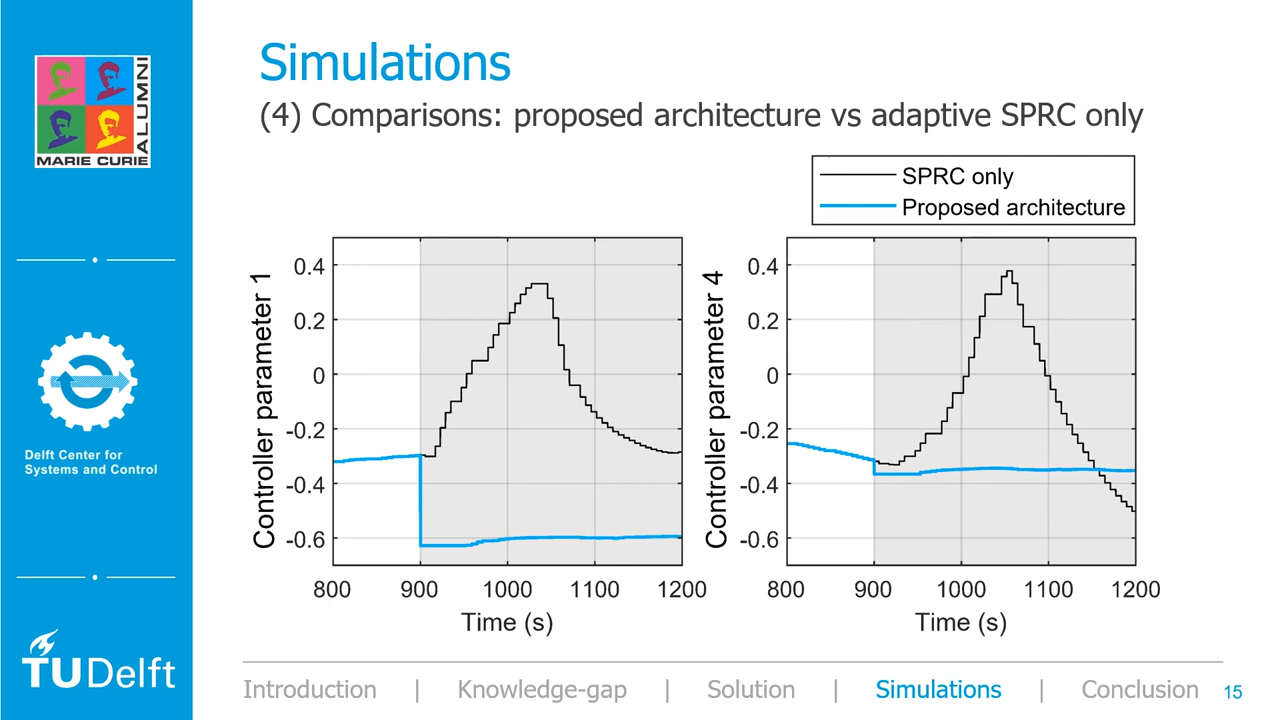 MARIE CURIE
ALUMNI
Delft Center for
Systems and Control
TUDelft
Simulations
(4) Comparisons: proposed architecture vs adaptive SPRC only
SPRC only
Proposed architecture
Controller parameter 1
0.4
0.2
0
-0.2
-0.4
-0.6
800 900 1000 1100 1200
Time (s)
Controller parameter 4
0.4
0.2
0
-0.2
-0.4
-0.6
800 900 1000 1100 1200
Time (s)
Introduction | Knowledge-gap | Solution | Simulations | Conclusion 15